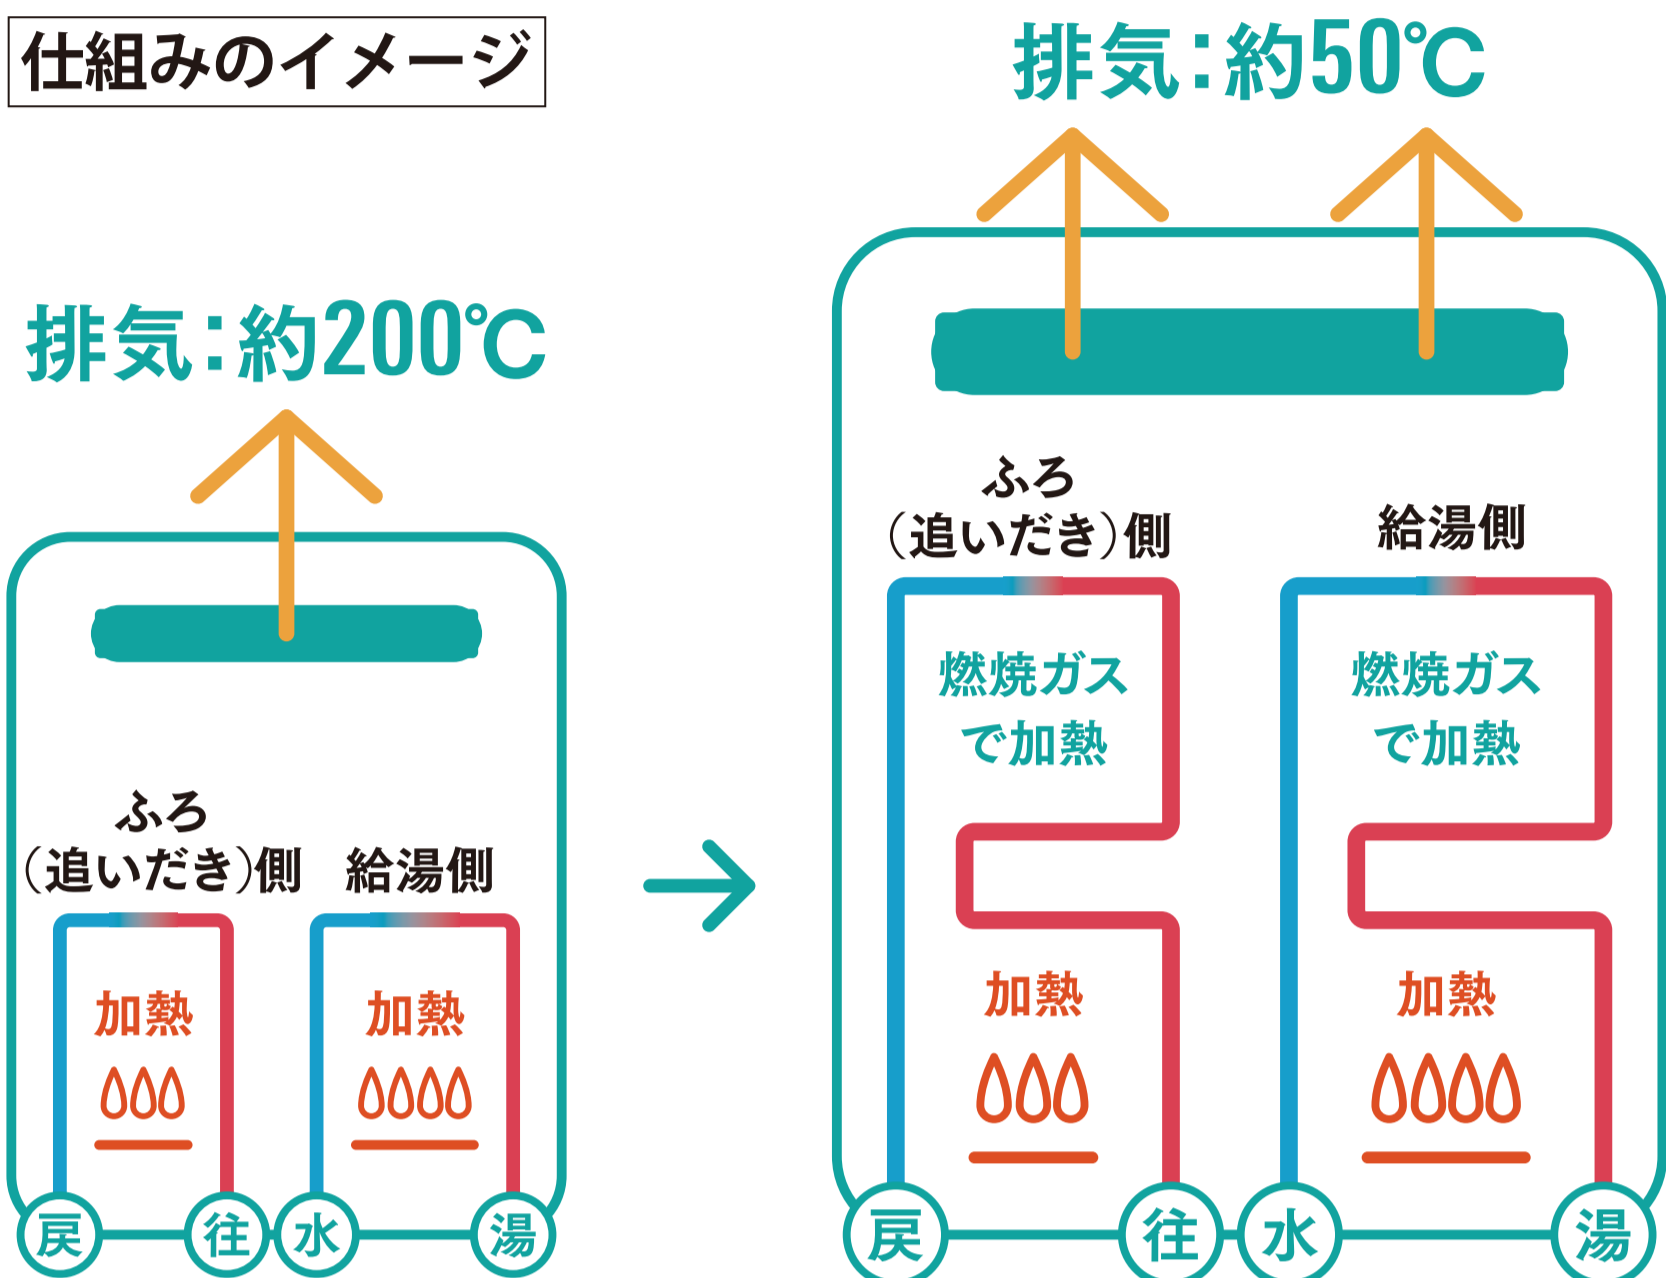 仕組みのイメージ
排気：約200℃
ふろ
（追いだき）側
給湯側
加熱
加熱
戻
往
水
湯
排気：約50℃
ふろ
（追いだき）側
給湯側
燃焼ガス
で加熱
燃焼ガス
で加熱
加熱
加熱
戻
往
水
湯